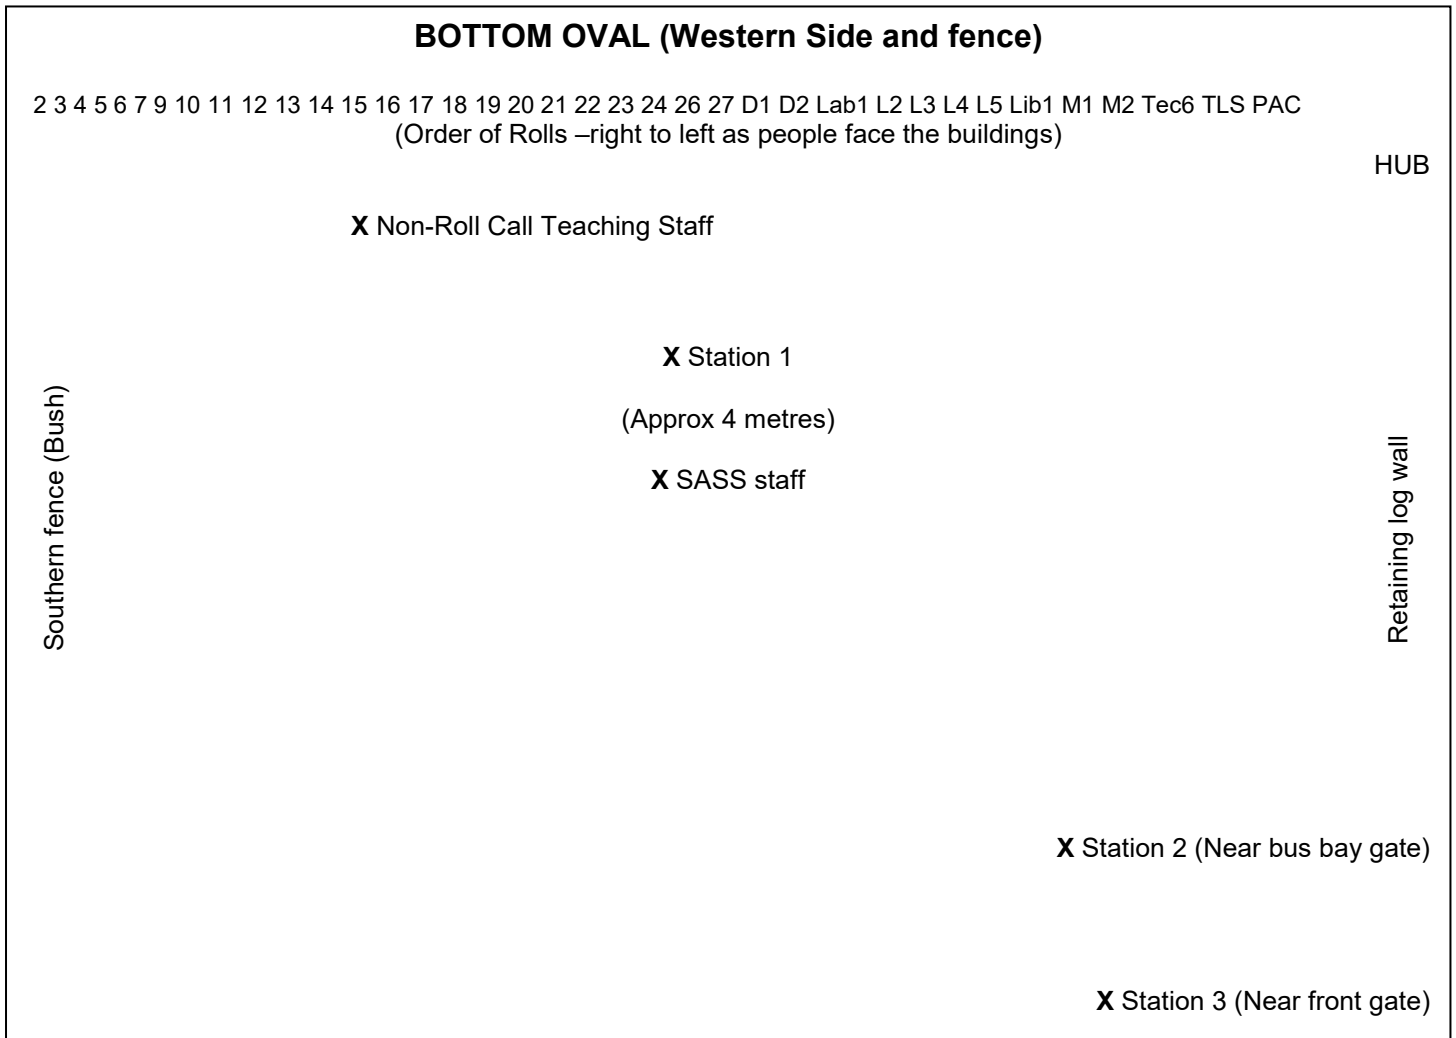 BOTTOM OVAL (Western Side and fence)
2 3 4 5 6 7 9 10 11 12 13 14 15 16 17 18 19 20 21 22 23 24 26 27 D1 D2 Lab1 L2 L3 L4 L5 Lib1 M1 M2 Tec6 TLS PAC
(Order of Rolls –right to left as people face the buildings)
HUB
X Non-Roll Call Teaching Staff
X Station 1
(Approx 4 metres)
X SASS staff
Southern fence (Bush)
Retaining log wall
X Station 2 (Near bus bay gate)
X Station 3 (Near front gate)